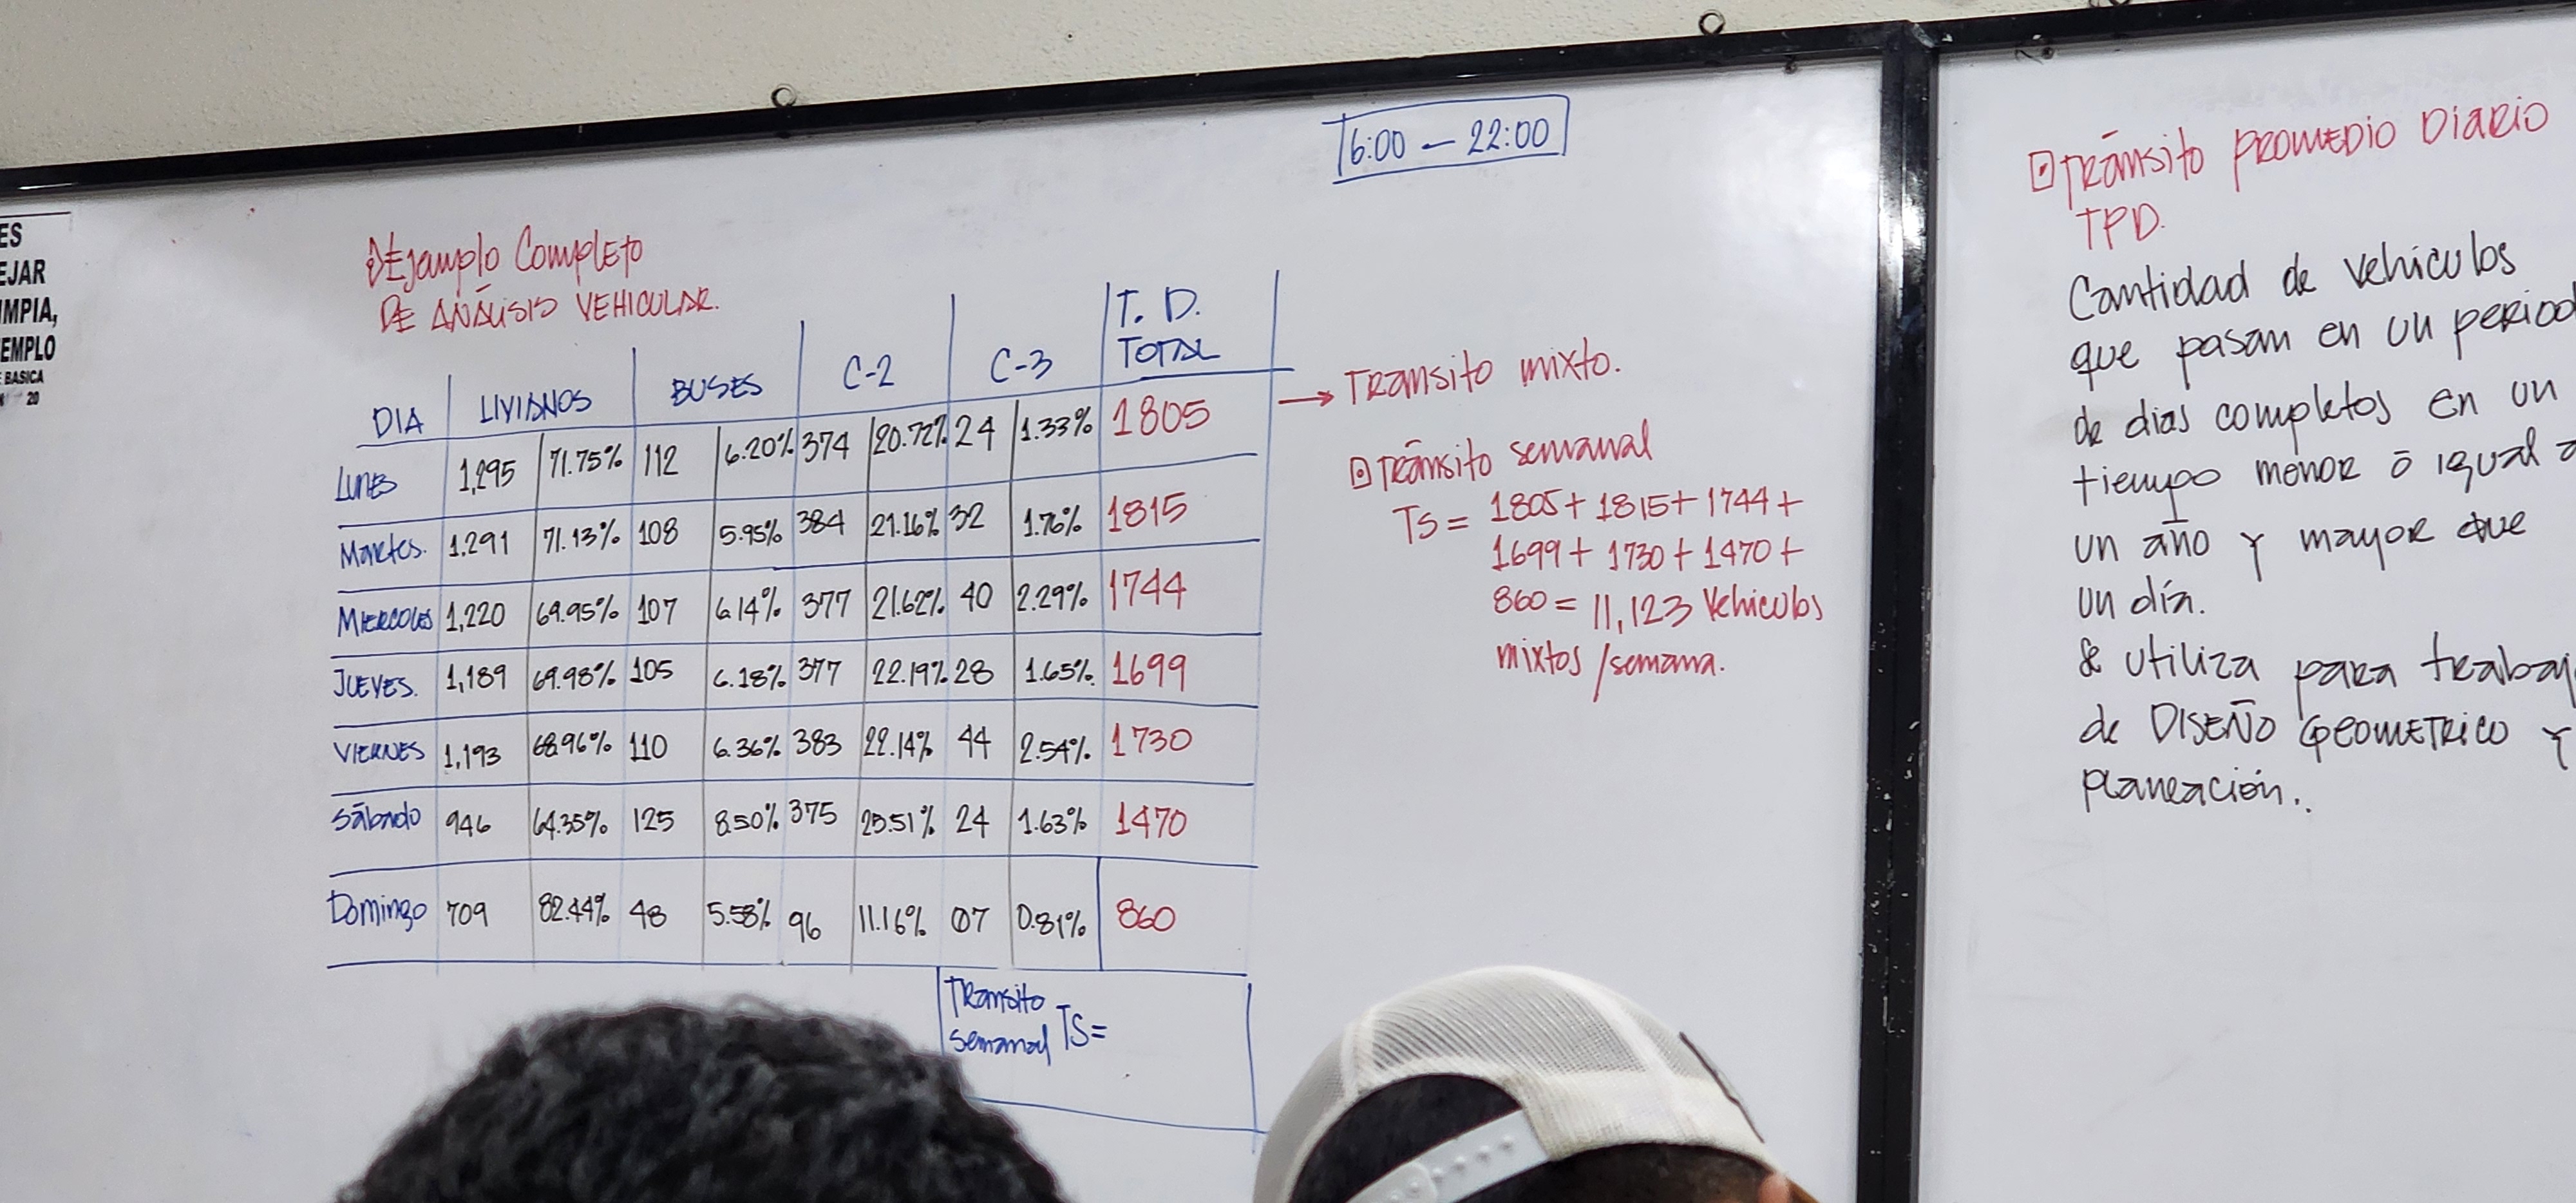 ES
EJAR
IMPIA,
EMPLO
BASICA
20
6:00 — 22:00
Ejamplo Completo
DE ANÁLISIS VEHICULAR.
DIA LIVIANOS BUSES C-2 C-3 T. D. TOTAL
LUNES 1,295 71.75% 112 6.20% 374 20.72% 24 1.33% 1805
Martes. 1,291 71.13% 108 5.95% 384 21.16% 32 1.76% 1815
MIERCOLES 1,220 69.95% 107 6.14% 377 21.62% 40 2.29% 1744
JUEVES. 1,189 69.98% 105 6.18% 377 22.19% 28 1.65% 1699
VIERNES 1,193 68.96% 110 6.36% 383 22.14% 44 2.54% 1730
Sábado 946 64.35% 125 8.50% 375 25.51% 24 1.63% 1470
Domingo 709 82.44% 48 5.58% 96 11.16% 07 0.81% 860
Transito
semanal TS=
→ Transito mixto.
Tránsito semanal
TS = 1805 + 1815 + 1744 +
1699 + 1730 + 1470 +
860 = 11,123 Vehiculos
mixtos /semana.
Tránsito PROMEDIO DIARIO
TPD.
Cantidad de vehiculos
que pasan en un period
de dias completos en un
tiempo menor ó igual a
un año y mayor que
un día.
Se utiliza para trabaj
de DISEÑO GEOMETRICO Y
planeación..